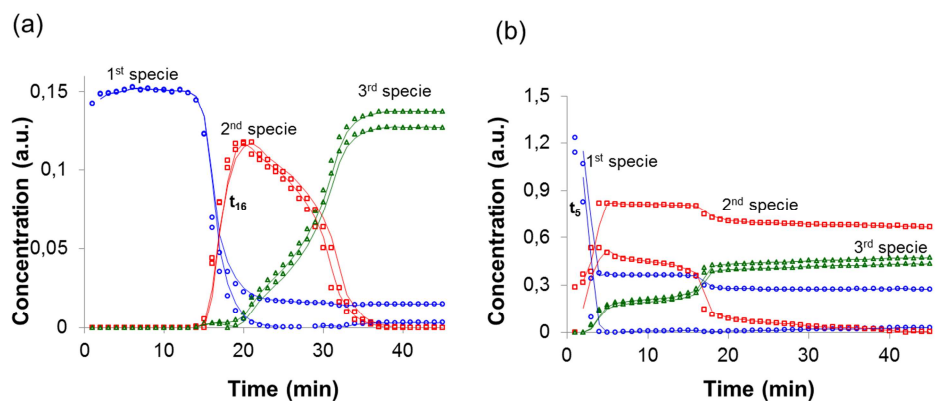 (a)
Concentration (a.u.)
0,15
0,1
0,05
0
1st specie
2nd specie
3rd specie
t16
0 10 20 30 40
Time (min)
(b)
Concentration (a.u.)
1.5
1.2
0.9
0.6
0.3
0
1st specie
t5
2nd specie
3rd specie
0 10 20 30 40
Time (min)